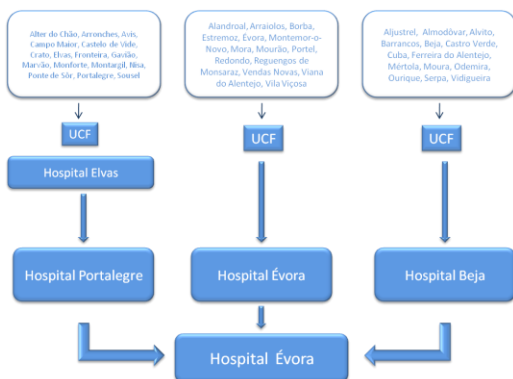 Alter do Chão, Arronches, Avis,
Campo Maior, Castelo de Vide,
Crato, Elvas, Fronteira, Gavião,
Marvão, Monforte, Montargil, Nisa,
Ponte de Sôr, Portalegre, Sousel
Alandroal, Arraiolos, Borba,
Estremoz, Évora, Montemor-o-
Novo, Mora, Mourão, Portel,
Redondo, Reguengos de
Monsaraz, Vendas Novas, Viana
do Alentejo, Vila Viçosa
Aljustrel, Almodôvar, Alvito,
Barrancos, Beja, Castro Verde,
Cuba, Ferreira do Alentejo,
Mértola, Moura, Odemira,
Ourique, Serpa, Vidigueira
UCF
UCF
UCF
Hospital Elvas
Hospital Portalegre
Hospital Évora
Hospital Beja
Hospital Évora